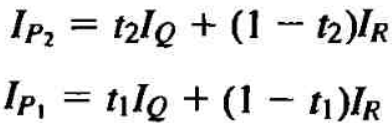 I_{P_2} = t_2 I_Q + (1 - t_2) I_R
I_{P_1} = t_1 I_Q + (1 - t_1) I_R